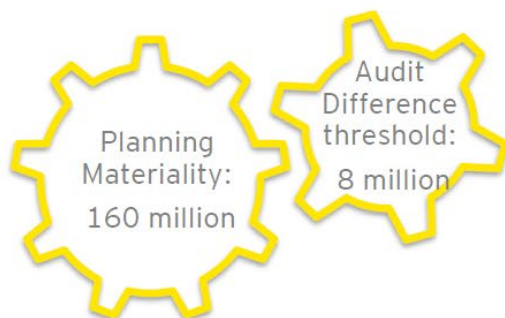 Planning
Materiality:
160 million
Audit
Difference
threshold:
8 million